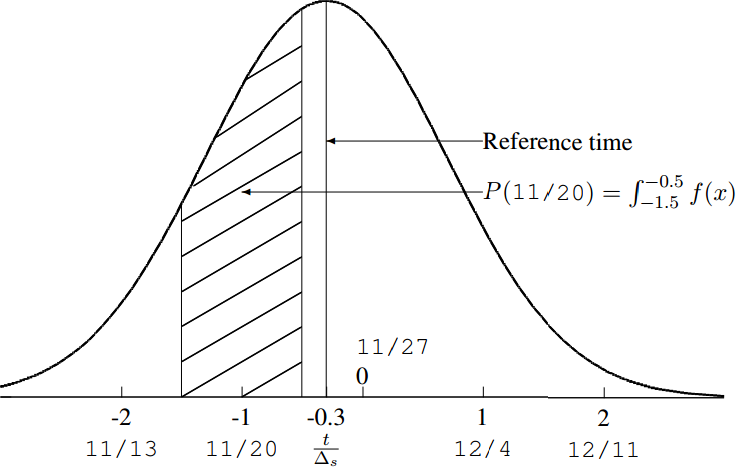 Reference time
P(11/20) = ∫_{-1.5}^{-0.5} f(x)
11/27
0
-2 -1 -0.3 1 2
11/13 11/20 t/Δ_s 12/4 12/11